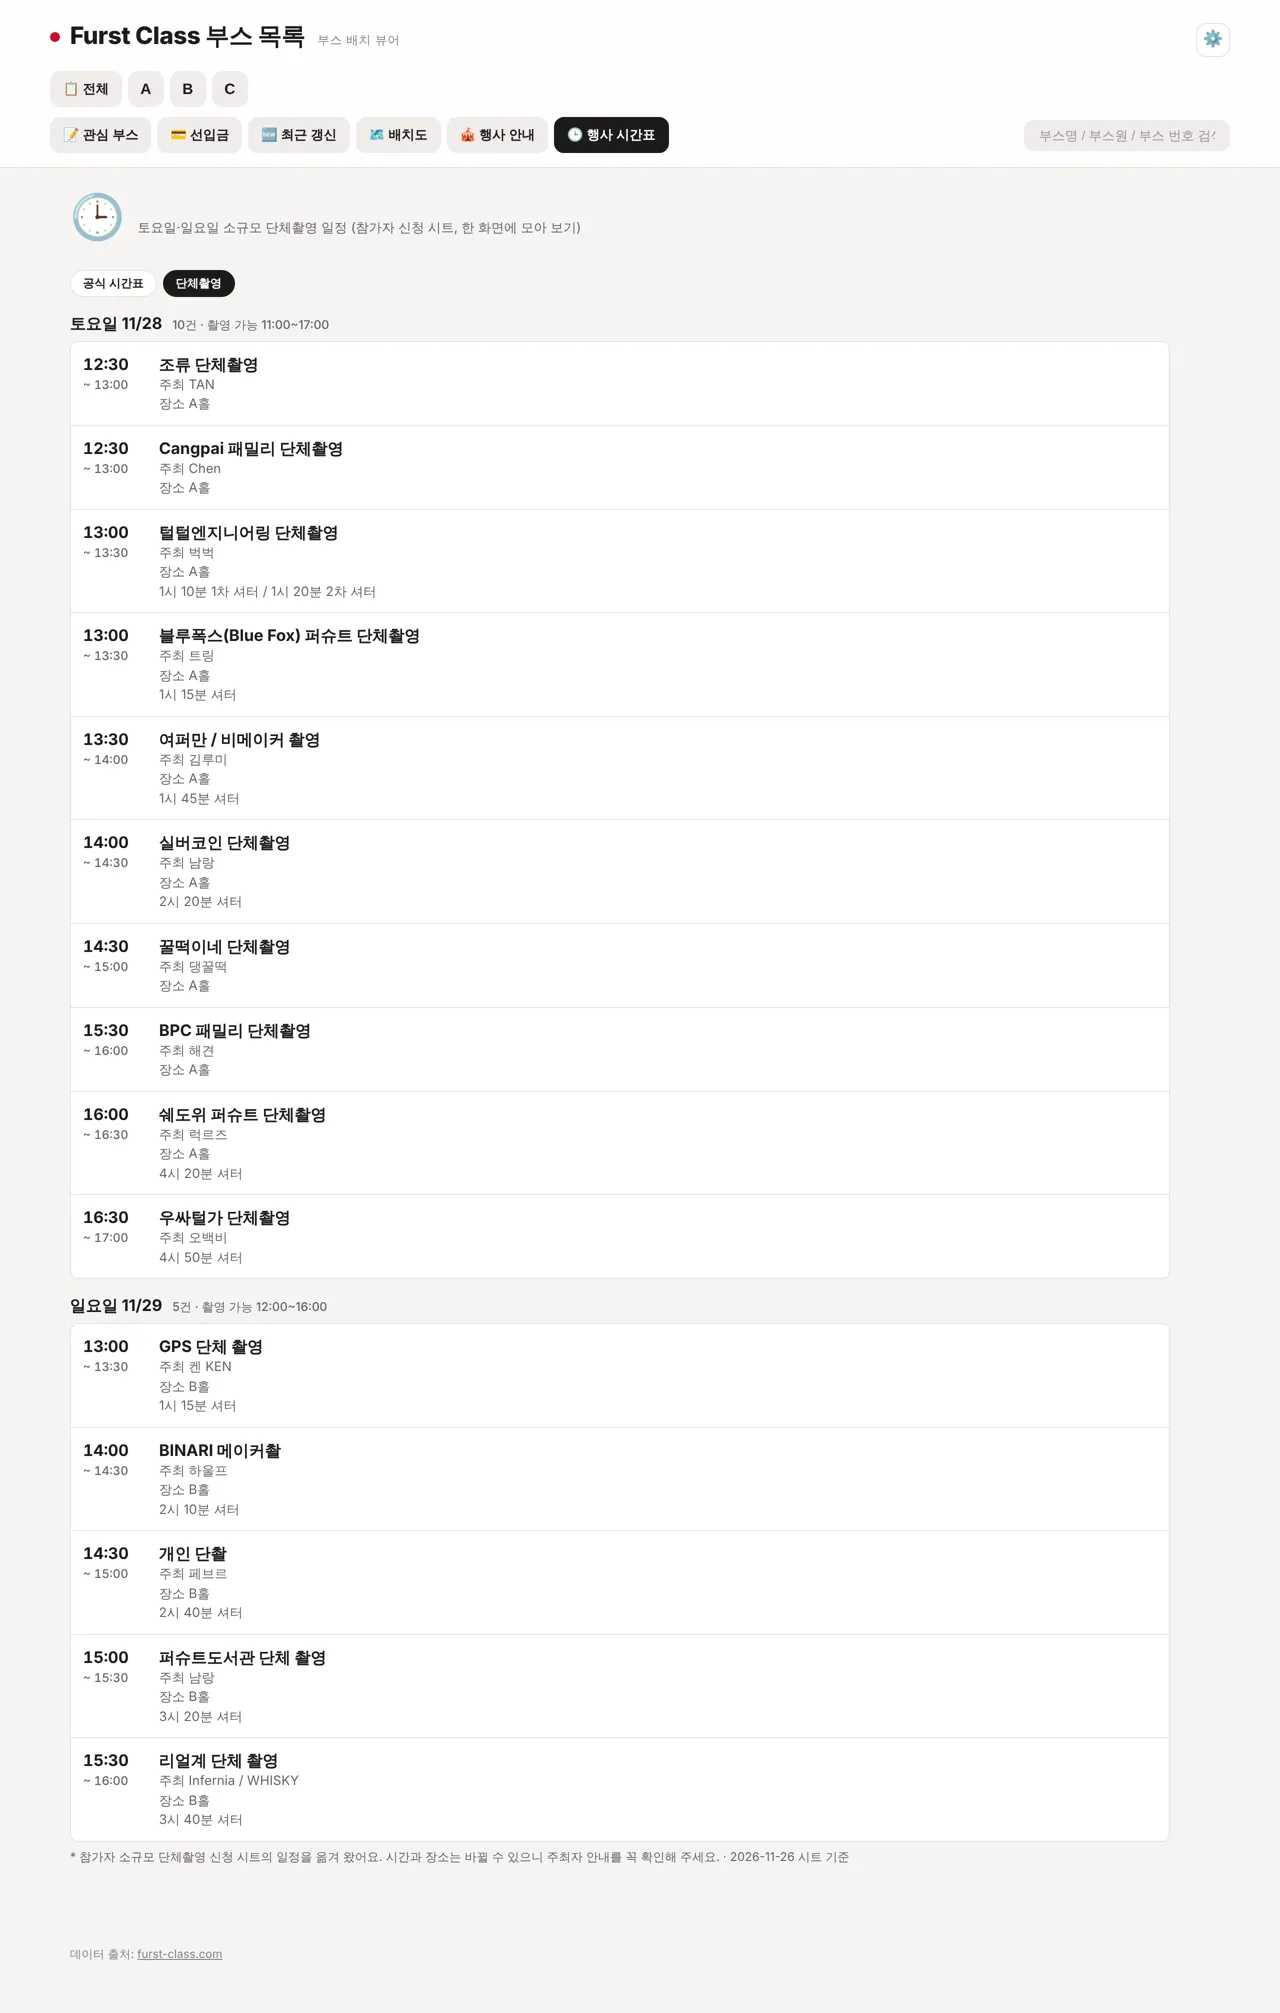 Furst Class 부스 목록 부스 배치 뷰어
전체 A B C
관심 부스 선입금 최근 갱신 배치도 행사 안내 행사 시간표 부스명 / 부스원 / 부스 번호 검색
토요일·일요일 소규모 단체촬영 일정 (참가자 신청 시트, 한 화면에 모아 보기)
공식 시간표 단체촬영
토요일 11/28 10건 · 촬영 가능 11:00~17:00
12:30 조류 단체촬영
~ 13:00 주최 TAN
장소 A홀
12:30 Cangpai 패밀리 단체촬영
~ 13:00 주최 Chen
장소 A홀
13:00 털털엔지니어링 단체촬영
~ 13:30 주최 벅벅
장소 A홀
1시 10분 1차 셔터 / 1시 20분 2차 셔터
13:00 블루폭스(Blue Fox) 퍼슈트 단체촬영
~ 13:30 주최 트링
장소 A홀
1시 15분 셔터
13:30 여퍼만 / 비메이커 촬영
~ 14:00 주최 김루미
장소 A홀
1시 45분 셔터
14:00 실버코인 단체촬영
~ 14:30 주최 남랑
장소 A홀
2시 20분 셔터
14:30 꿀떡이네 단체촬영
~ 15:00 주최 댕꿀떡
장소 A홀
15:30 BPC 패밀리 단체촬영
~ 16:00 주최 해견
장소 A홀
16:00 쉐도위 퍼슈트 단체촬영
~ 16:30 주최 럭르즈
장소 A홀
4시 20분 셔터
16:30 우싸털가 단체촬영
~ 17:00 주최 오백비
4시 50분 셔터
일요일 11/29 5건 · 촬영 가능 12:00~16:00
13:00 GPS 단체 촬영
~ 13:30 주최 켄 KEN
장소 B홀
1시 15분 셔터
14:00 BINARI 메이커촬
~ 14:30 주최 하울프
장소 B홀
2시 10분 셔터
14:30 개인 단촬
~ 15:00 주최 페브르
장소 B홀
2시 40분 셔터
15:00 퍼슈트도서관 단체 촬영
~ 15:30 주최 남랑
장소 B홀
3시 20분 셔터
15:30 리얼계 단체 촬영
~ 16:00 주최 Infernia / WHISKY
장소 B홀
3시 40분 셔터
* 참가자 소규모 단체촬영 신청 시트의 일정을 옮겨 왔어요. 시간과 장소는 바뀔 수 있으니 주최자 안내를 꼭 확인해 주세요. · 2026-11-26 시트 기준
데이터 출처: furst-class.com